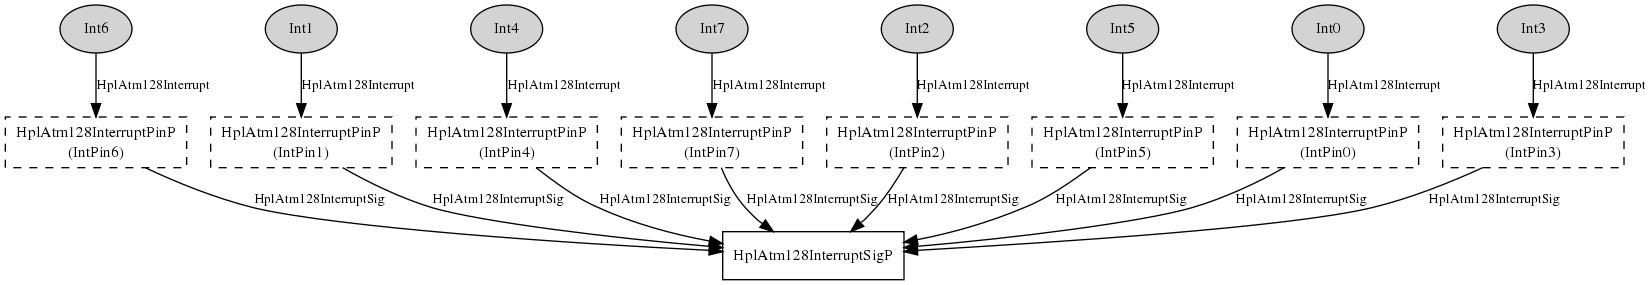 Int6 Int1 Int4 Int7 Int2 Int5 Int0 Int3
HplAtm128Interrupt HplAtm128Interrupt HplAtm128Interrupt HplAtm128Interrupt HplAtm128Interrupt HplAtm128Interrupt HplAtm128Interrupt HplAtm128Interrupt
HplAtm128InterruptPinP HplAtm128InterruptPinP HplAtm128InterruptPinP HplAtm128InterruptPinP HplAtm128InterruptPinP HplAtm128InterruptPinP HplAtm128InterruptPinP HplAtm128InterruptPinP
(IntPin6) (IntPin1) (IntPin4) (IntPin7) (IntPin2) (IntPin5) (IntPin0) (IntPin3)
HplAtm128InterruptSig HplAtm128InterruptSig HplAtm128InterruptSig HplAtm128InterruptSig HplAtm128InterruptSig HplAtm128InterruptSig HplAtm128InterruptSig HplAtm128InterruptSig
HplAtm128InterruptSigP